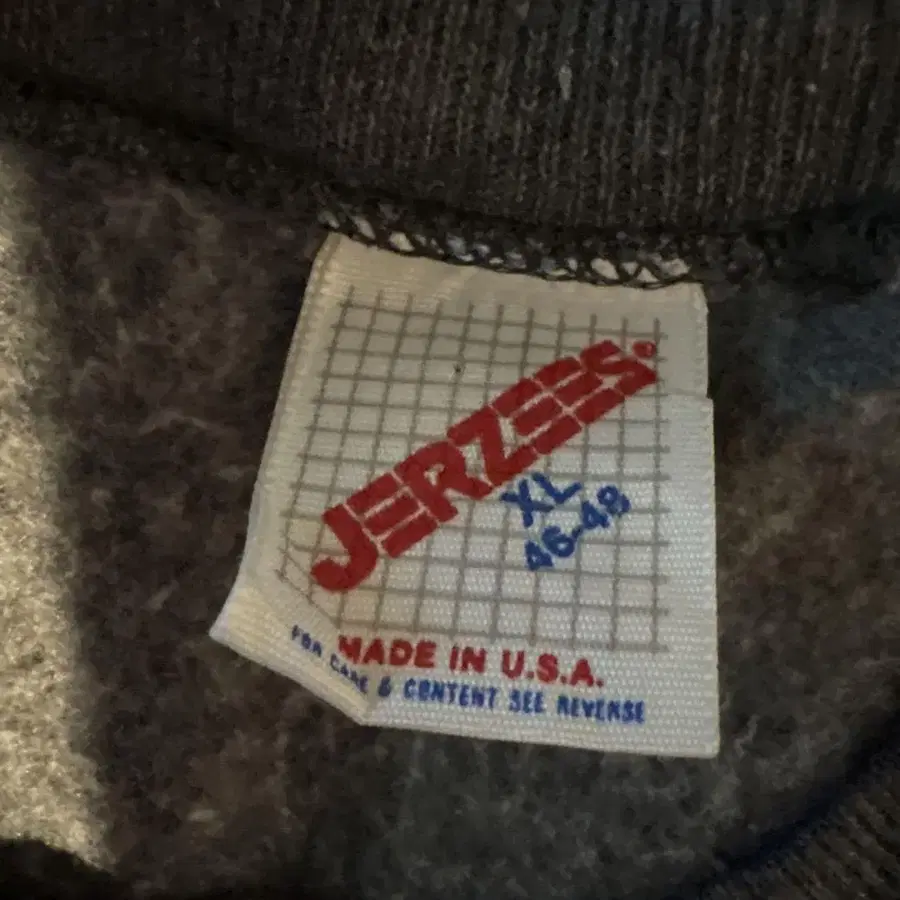 JERZEES®
XL
46-48
MADE IN U.S.A.
FOR CARE & CONTENT SEE REVERSE